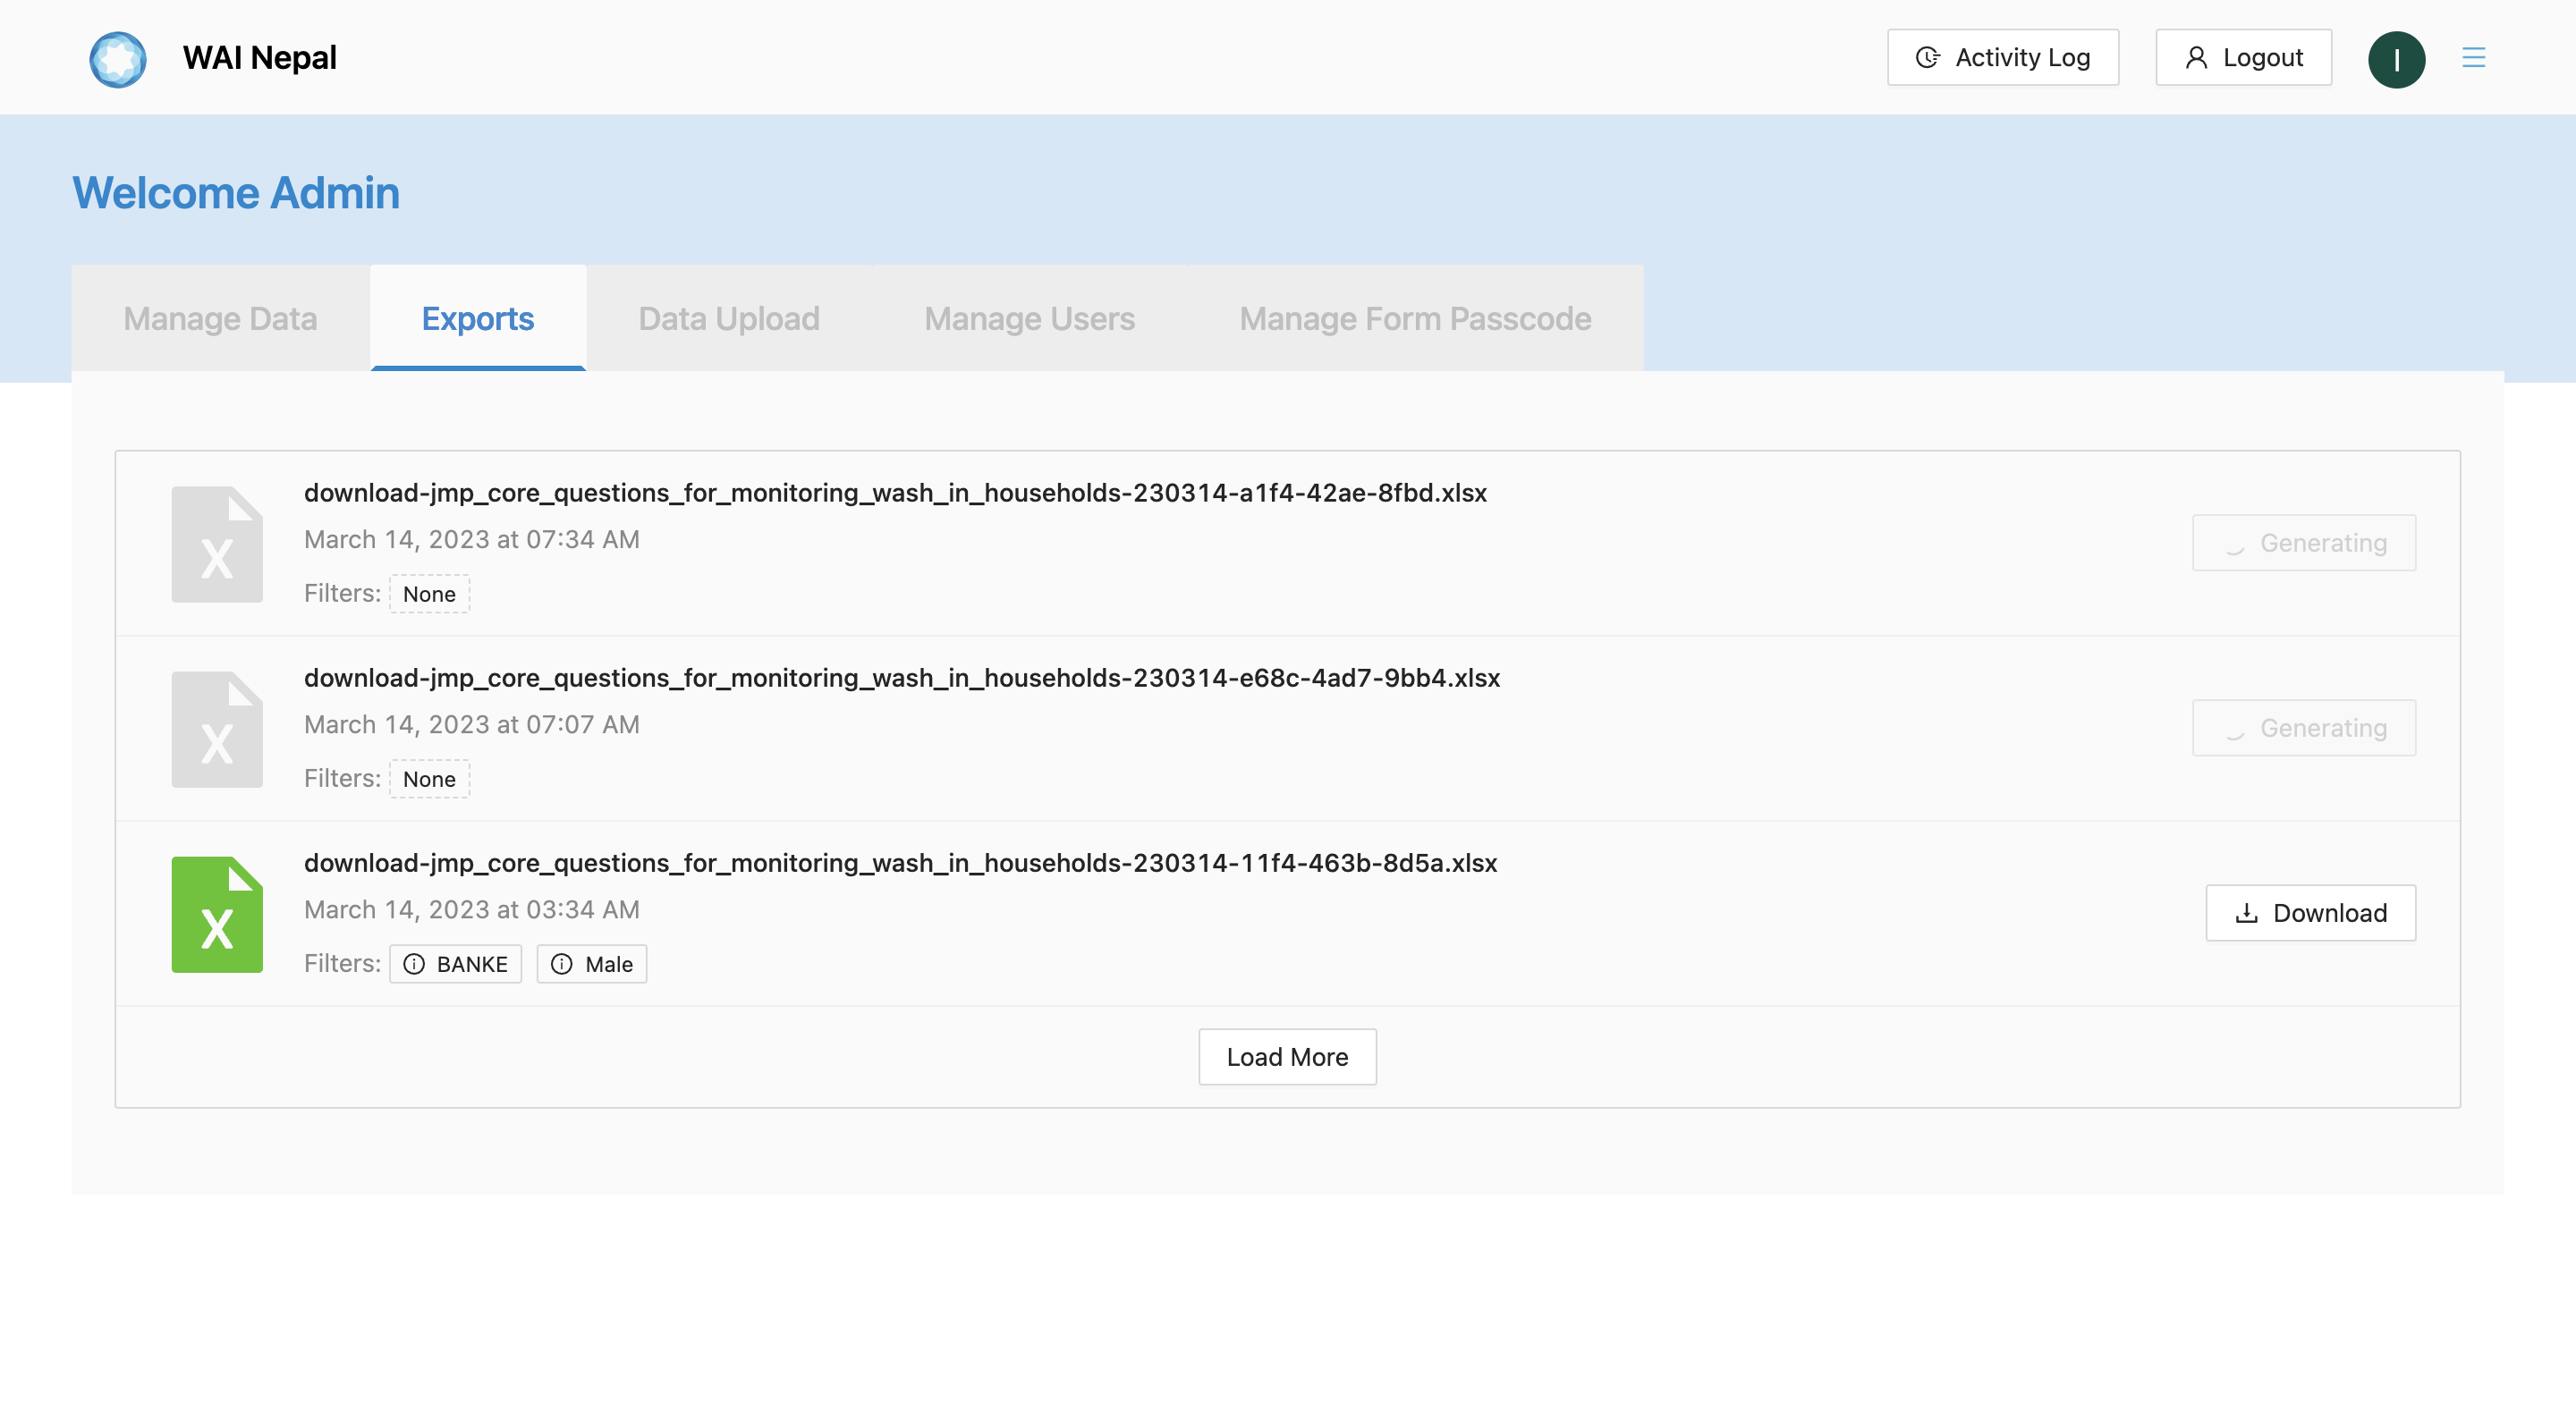 WAI Nepal
Activity Log
Logout
I
Welcome Admin
Manage Data
Exports
Data Upload
Manage Users
Manage Form Passcode
download-jmp_core_questions_for_monitoring_wash_in_households-230314-a1f4-42ae-8fbd.xlsx
March 14, 2023 at 07:34 AM
Filters: None
Generating
X
download-jmp_core_questions_for_monitoring_wash_in_households-230314-e68c-4ad7-9bb4.xlsx
March 14, 2023 at 07:07 AM
Filters: None
Generating
X
download-jmp_core_questions_for_monitoring_wash_in_households-230314-11f4-463b-8d5a.xlsx
March 14, 2023 at 03:34 AM
Filters: BANKE Male
Download
X
Load More